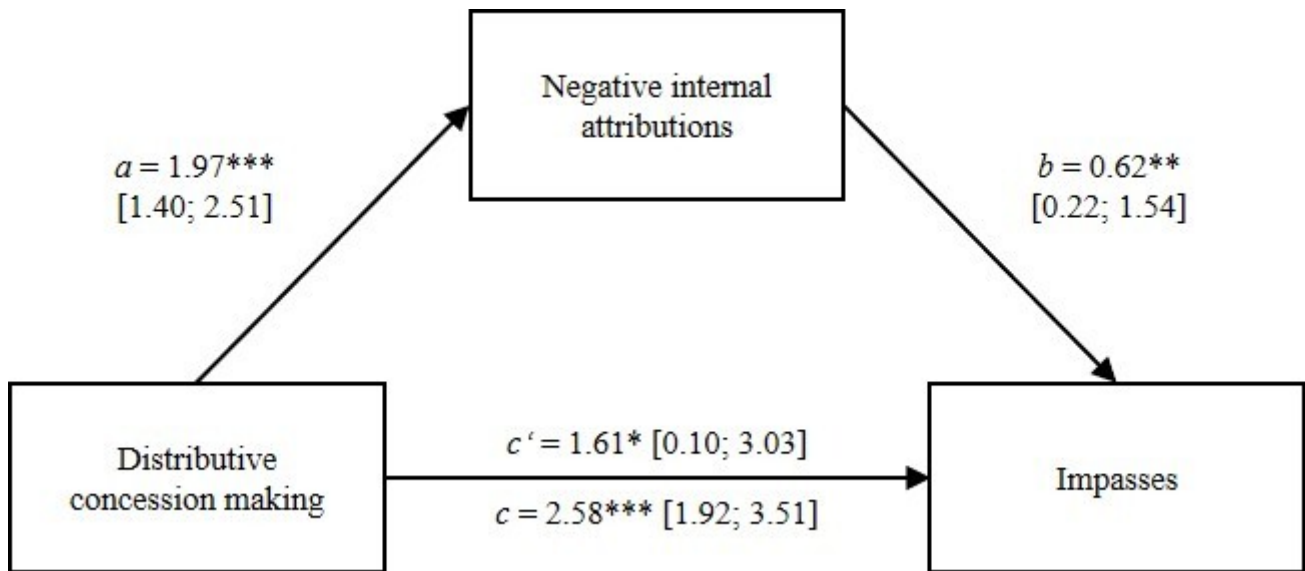 Negative internal
attributions
a = 1.97***
[1.40; 2.51]
b = 0.62**
[0.22; 1.54]
Distributive
concession making
c‘ = 1.61* [0.10; 3.03]
c = 2.58*** [1.92; 3.51]
Impasses